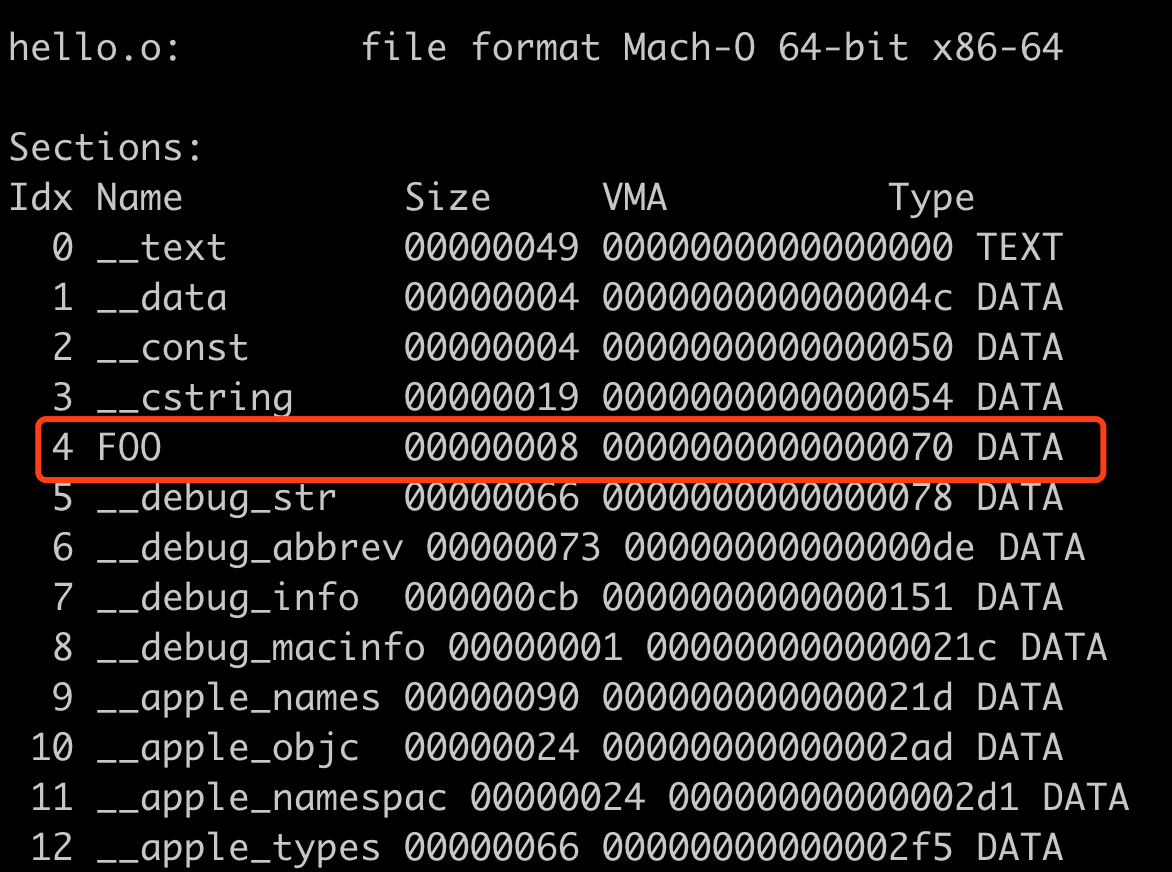 hello.o:        file format Mach-O 64-bit x86-64
Sections:
Idx Name          Size     VMA          Type
  0 __text        00000049 0000000000000000 TEXT
  1 __data        00000004 000000000000004c DATA
  2 __const       00000004 0000000000000050 DATA
  3 __cstring     00000019 0000000000000054 DATA
  4 FOO           00000008 0000000000000070 DATA
  5 __debug_str   00000066 0000000000000078 DATA
  6 __debug_abbrev 00000073 00000000000000de DATA
  7 __debug_info  000000cb 0000000000000151 DATA
  8 __debug_macinfo 00000001 000000000000021c DATA
  9 __apple_names 00000090 000000000000021d DATA
 10 __apple_objc  00000024 00000000000002ad DATA
 11 __apple_namespac 00000024 00000000000002d1 DATA
 12 __apple_types 00000066 00000000000002f5 DATA